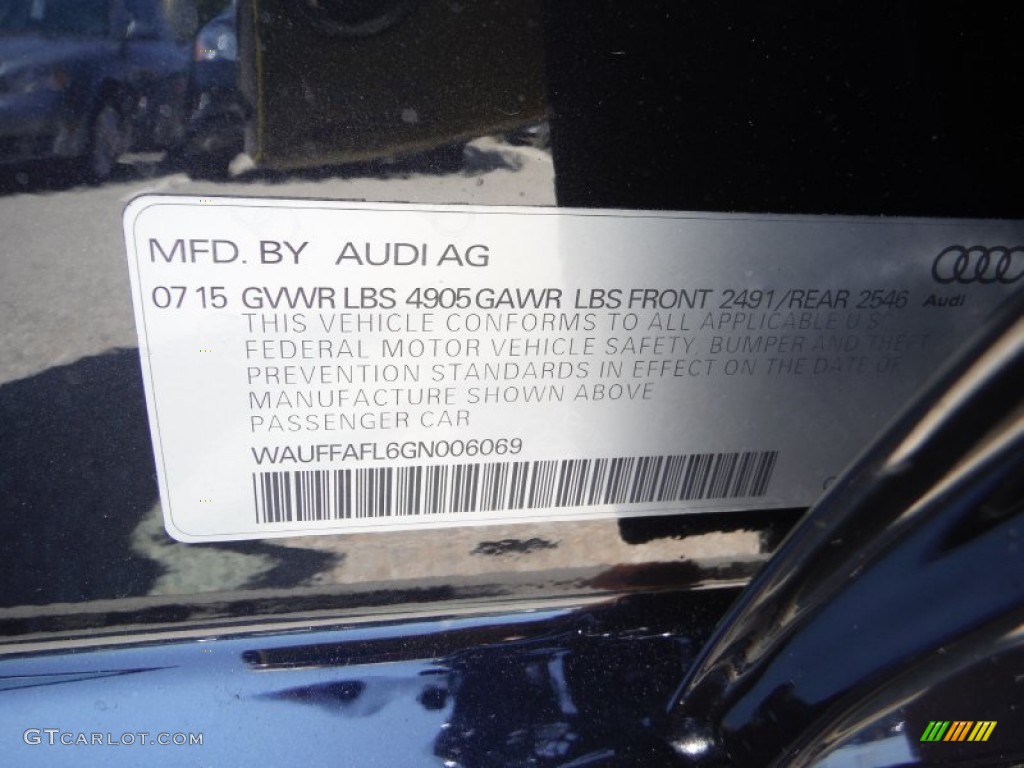 MFD. BY AUDI AG
07 15 GVWR LBS 4905 GAWR LBS FRONT 2491/REAR 2546
Audi
THIS VEHICLE CONFORMS TO ALL APPLICABLE U.S.
FEDERAL MOTOR VEHICLE SAFETY, BUMPER AND THEFT
PREVENTION STANDARDS IN EFFECT ON THE DATE OF
MANUFACTURE SHOWN ABOVE
PASSENGER CAR
WAUFFAFL6GN006069
GTCARLOT.COM